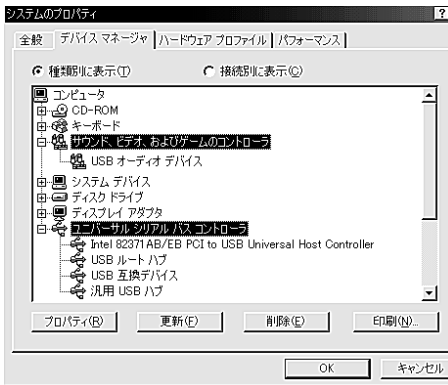 システムのプロパティ
全般 デバイス マネージャ ハードウェア プロファイル パフォーマンス
種類別に表示(T) 接続別に表示(C)
コンピュータ
CD-ROM
キーボード
サウンド、ビデオ、およびゲームのコントローラ
USB オーディオ デバイス
システム デバイス
ディスク ドライブ
ディスプレイ アダプタ
ユニバーサル シリアル バス コントローラ
Intel 82371AB/EB PCI to USB Universal Host Controller
USB ルート ハブ
USB 互換デバイス
汎用 USB ハブ
プロパティ(R) 更新(F) 削除(E) 印刷(N)...
OK キャンセル